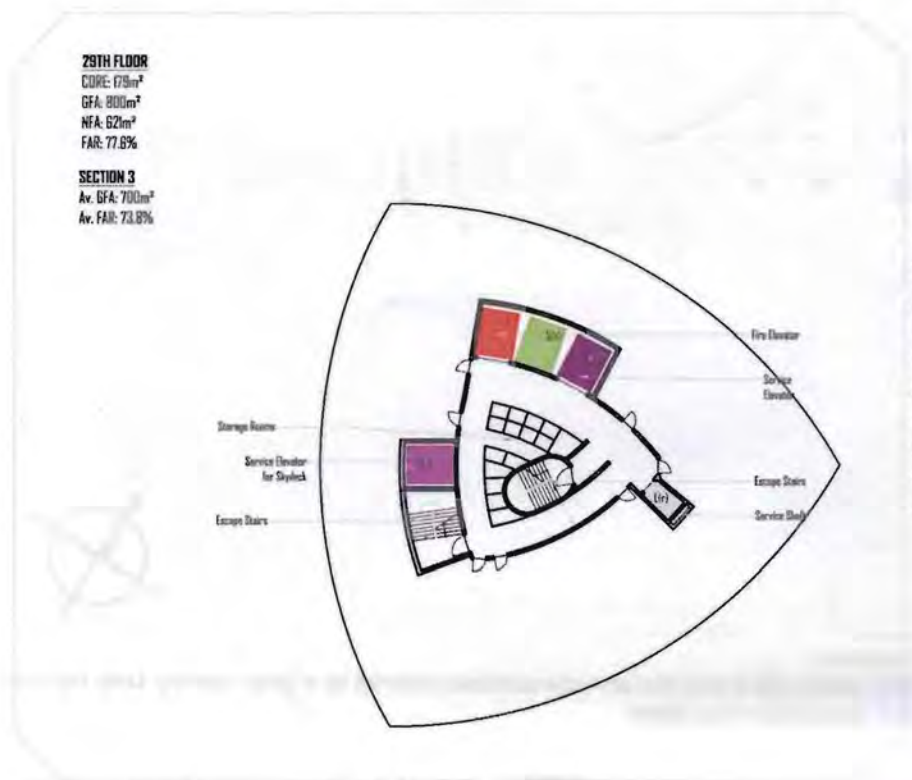 29TH FLOOR
CORE: 179m²
GFA: 800m²
NFA: 621m²
FAR: 77.6%
SECTION 3
Av. GFA: 700m²
Av. FAR: 73.8%
Fire Elevator
Service
Elevator
Storage Rooms
Service Elevator
for Skydeck
Escape Stairs
Escape Stairs
Service Shaft